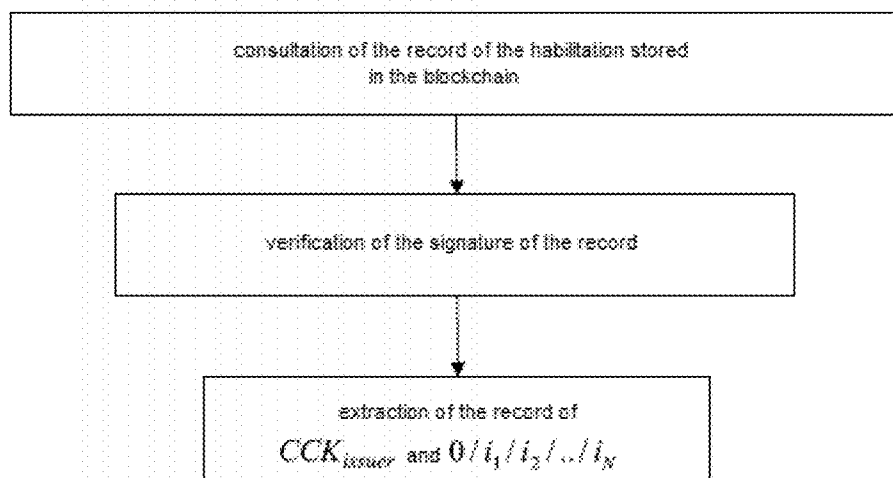 consultation of the record of the habilitation stored
in the blockchain
verification of the signature of the record
extraction of the record of
CCK_issuer and 0/i_1/i_2/../i_N